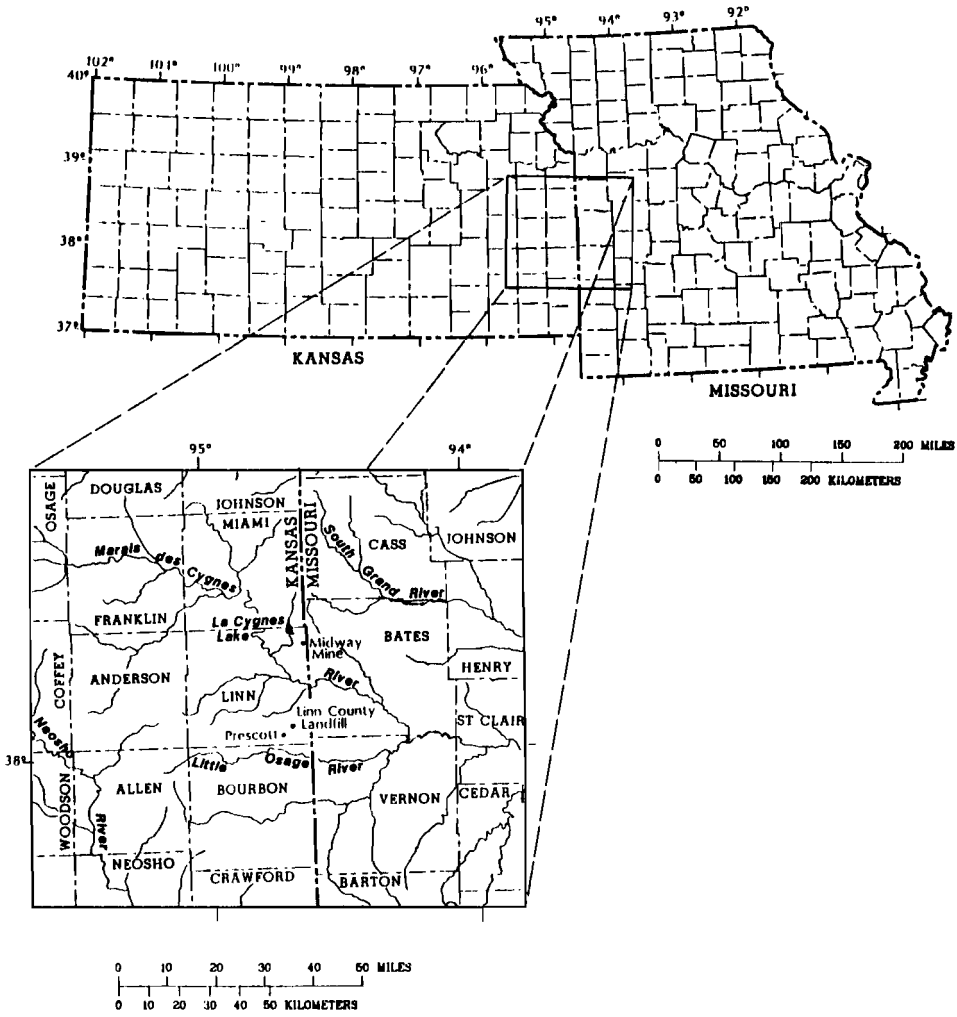 95° 94° 93° 92°
102° 101° 100° 99° 98° 97° 96°
40°
39°
38°
37°
KANSAS
MISSOURI
0 50 100 150 200 MILES
0 50 100 150 200 KILOMETERS
95° 94°
OSAGE
DOUGLAS
JOHNSON
MIAMI
KANSAS
MISSOURI
South Grand River
CASS
JOHNSON
Marais des Cygnes
FRANKLIN
La Cygnes
Lake
Midway
Mine
BATES
HENRY
COFFEY
ANDERSON
LINN
River
Linn County
Landfill
Prescott
ST CLAIR
Neosho
38°
Little Osage River
WOODSON
ALLEN
BOURBON
VERNON
CEDAR
River
NEOSHO
CRAWFORD
BARTON
0 10 20 30 40 50 MILES
0 10 20 30 40 50 KILOMETERS